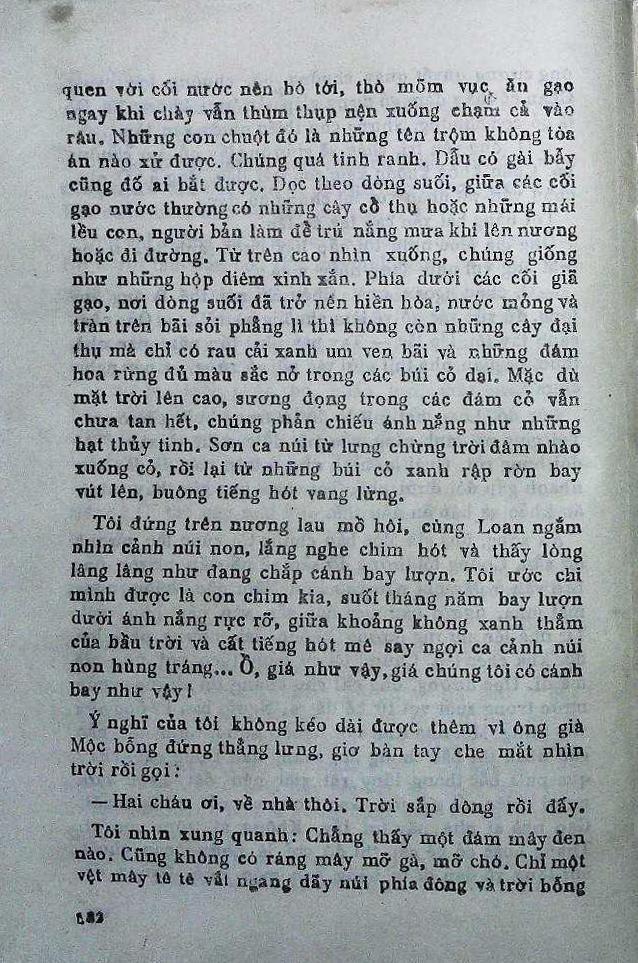 quen với cối nước nên bò tới, thò mõm vục ăn gạo
ngay khi chày vẫn thùm thụp nện xuống chạm cả vào
râu. Những con chuột đó là những tên trộm không tòa
án nào xử được. Chúng quá tinh ranh. Dẫu có gài bẫy
cũng đố ai bắt được. Dọc theo dòng suối, giữa các cối
gạo nước thường có những cây cổ thụ hoặc những mái
lều con, người bản làm để trú nắng mưa khi lên nương
hoặc đi đường. Từ trên cao nhìn xuống, chúng giống
như những hộp diêm xinh xắn. Phía dưới các cối giã
gạo, nơi dòng suối đã trở nên hiền hòa, nước mỏng và
tràn trên bãi sỏi phẳng lì thì không còn những cây đại
thụ mà chỉ có rau cải xanh um ven bãi và những đám
hoa rừng đủ màu sắc nở trong các búi cỏ dại. Mặc dù
mặt trời lên cao, sương đọng trong các đám cỏ vẫn
chưa tan hết, chúng phản chiếu ánh nắng như những
hạt thủy tinh. Sơn ca núi từ lưng chừng trời đâm nhào
xuống cỏ, rồi lại từ những búi cỏ xanh rập rờn bay
vút lên, buông tiếng hót vang lừng.
Tôi đứng trên nương lau mồ hôi, cùng Loan ngắm
nhìn cảnh núi non, lắng nghe chim hót và thấy lòng
lâng lâng như đang chắp cánh bay lượn. Tôi ước chi
mình được là con chim kia, suốt tháng năm bay lượn
dưới ánh nắng rực rỡ, giữa khoảng không xanh thẳm
của bầu trời và cất tiếng hót mê say ngợi ca cảnh núi
non hùng tráng... Ồ, giá như vậy, giá chúng tôi có cánh
bay như vậy!
Ý nghĩ của tôi không kéo dài được thêm vì ông già
Mộc bỗng đứng thẳng lưng, giơ bàn tay che mắt nhìn
trời rồi gọi:
— Hai cháu ơi, về nhà thôi. Trời sắp dông rồi đấy.
Tôi nhìn xung quanh: Chẳng thấy một đám mây đen
nào. Cũng không có ráng mây mỡ gà, mỡ chó. Chỉ một
vệt mây tê tê vắt ngang dãy núi phía đông và trời bỗng